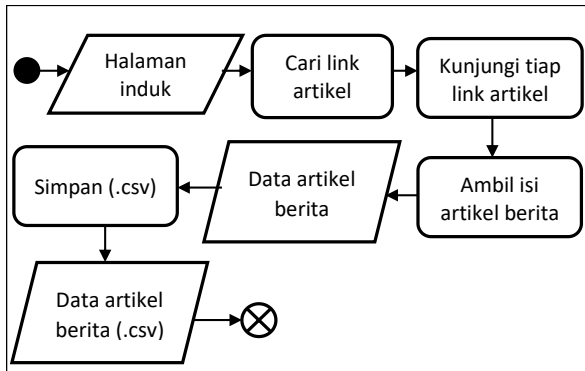 Halaman
induk
Cari link
artikel
Kunjungi tiap
link artikel
Ambil isi
artikel berita
Data artikel
berita
Simpan (.csv)
Data artikel
berita (.csv)